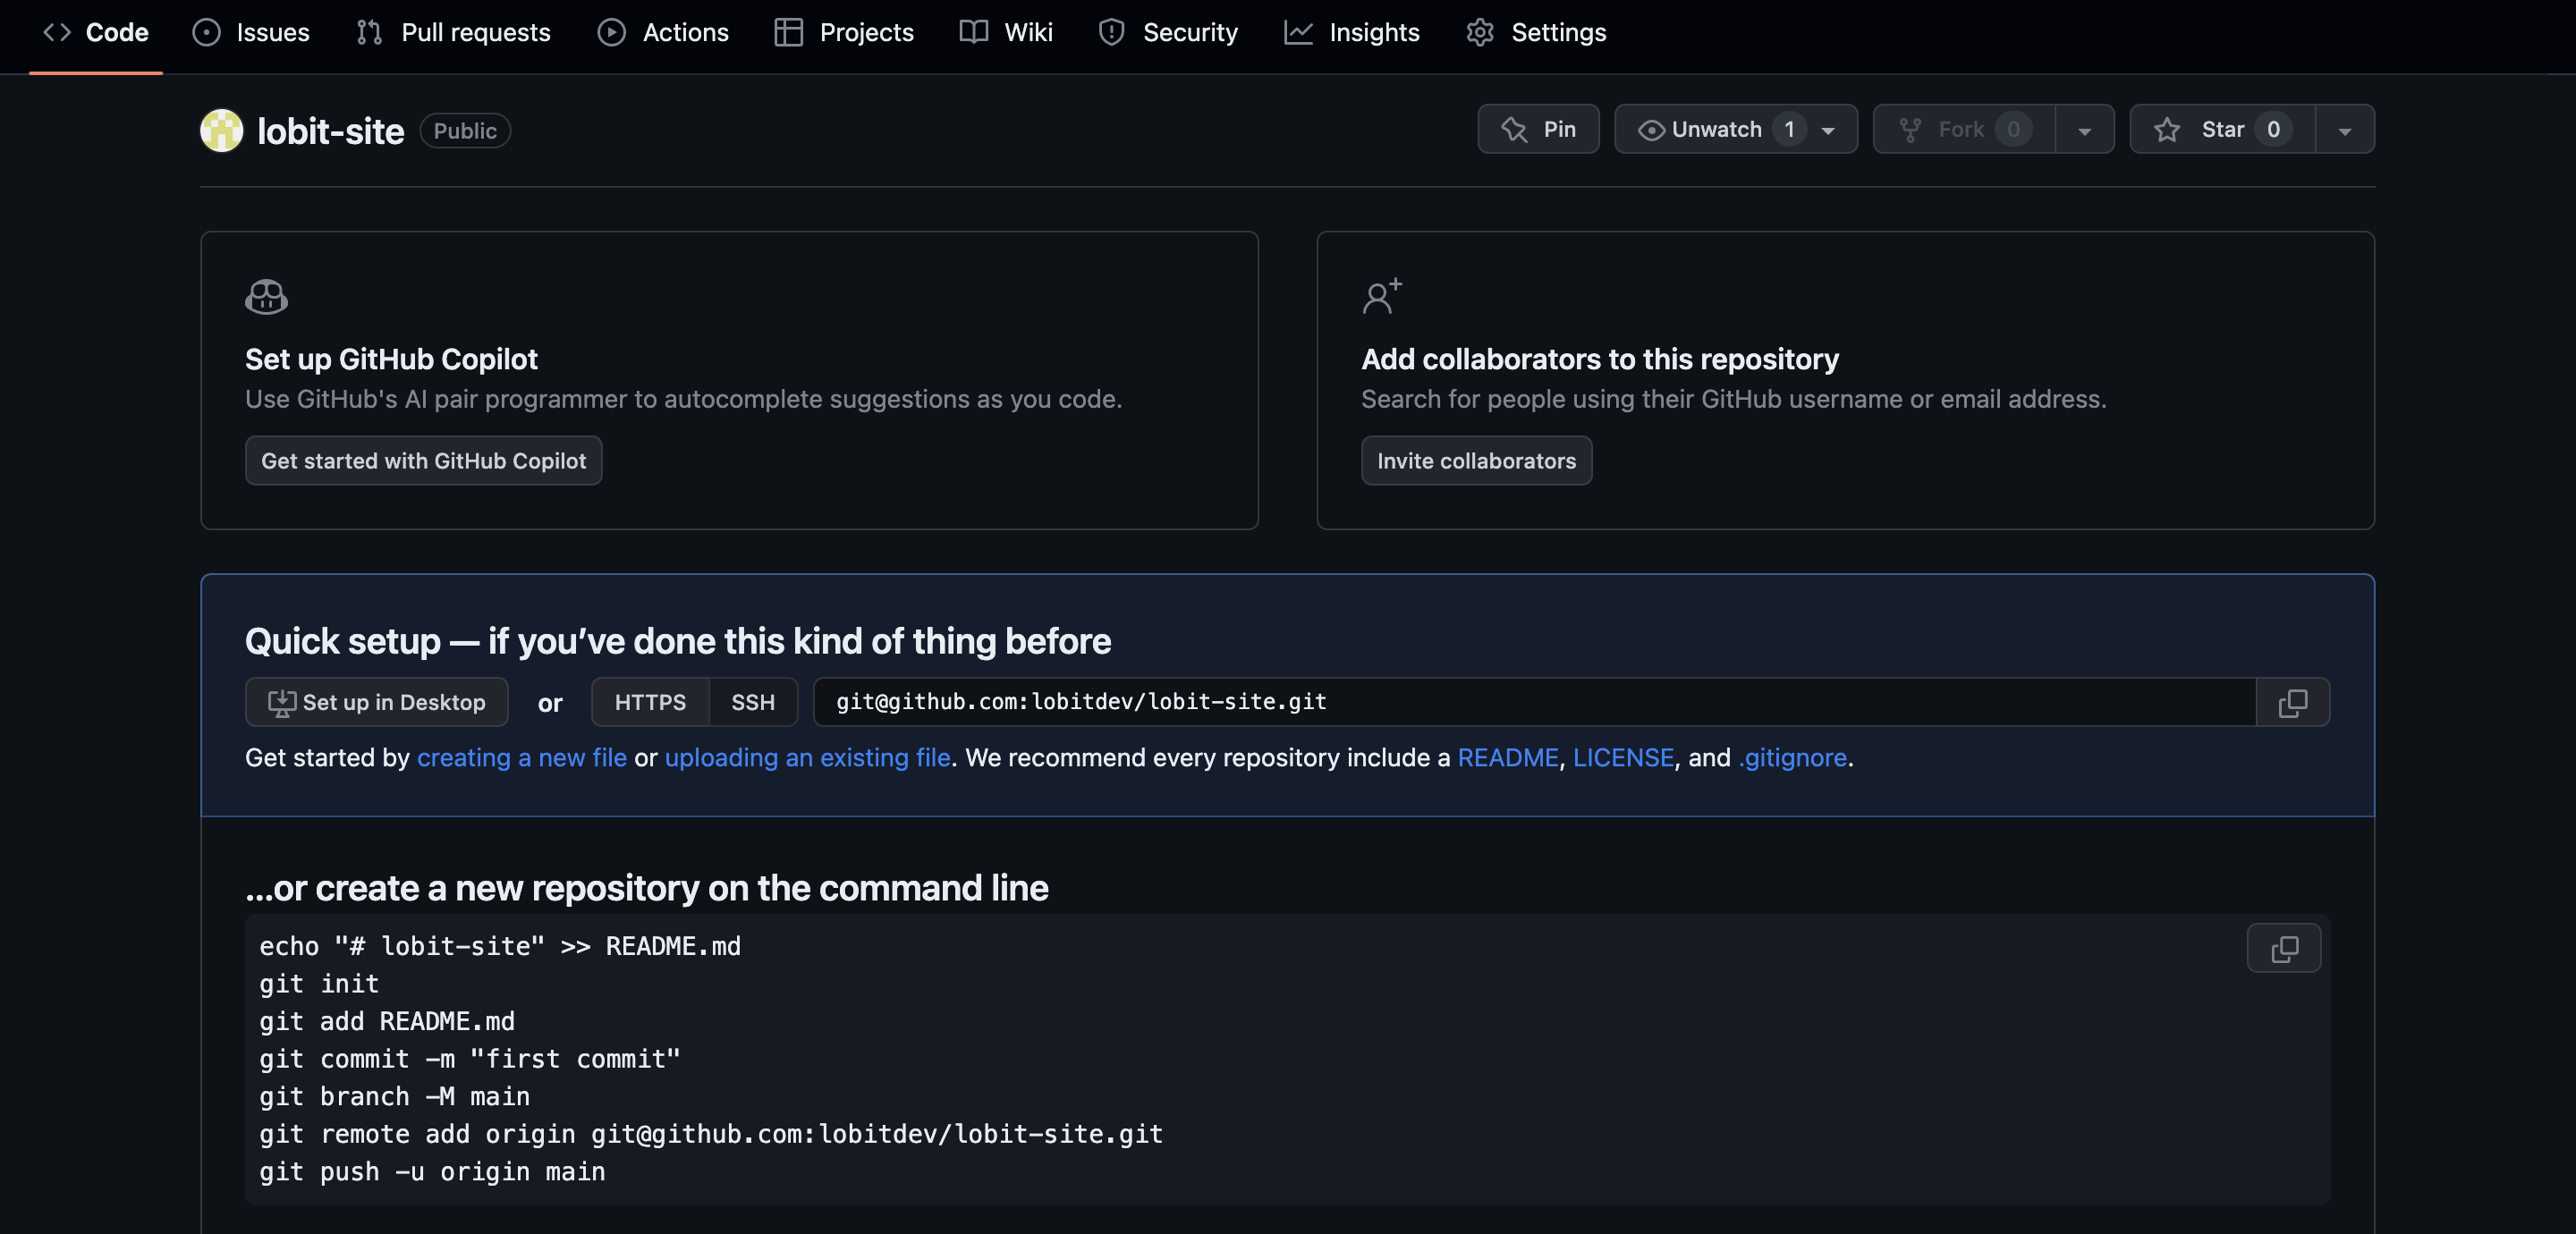 Code Issues Pull requests Actions Projects Wiki Security Insights Settings
lobit-site Public Pin Unwatch 1 Fork 0 Star 0
Set up GitHub Copilot
Use GitHub's AI pair programmer to autocomplete suggestions as you code.
Get started with GitHub Copilot
Add collaborators to this repository
Search for people using their GitHub username or email address.
Invite collaborators
Quick setup — if you’ve done this kind of thing before
Set up in Desktop or HTTPS SSH git@github.com:lobitdev/lobit-site.git
Get started by creating a new file or uploading an existing file. We recommend every repository include a README, LICENSE, and .gitignore.
…or create a new repository on the command line
echo "# lobit-site" >> README.md
git init
git add README.md
git commit -m "first commit"
git branch -M main
git remote add origin git@github.com:lobitdev/lobit-site.git
git push -u origin main